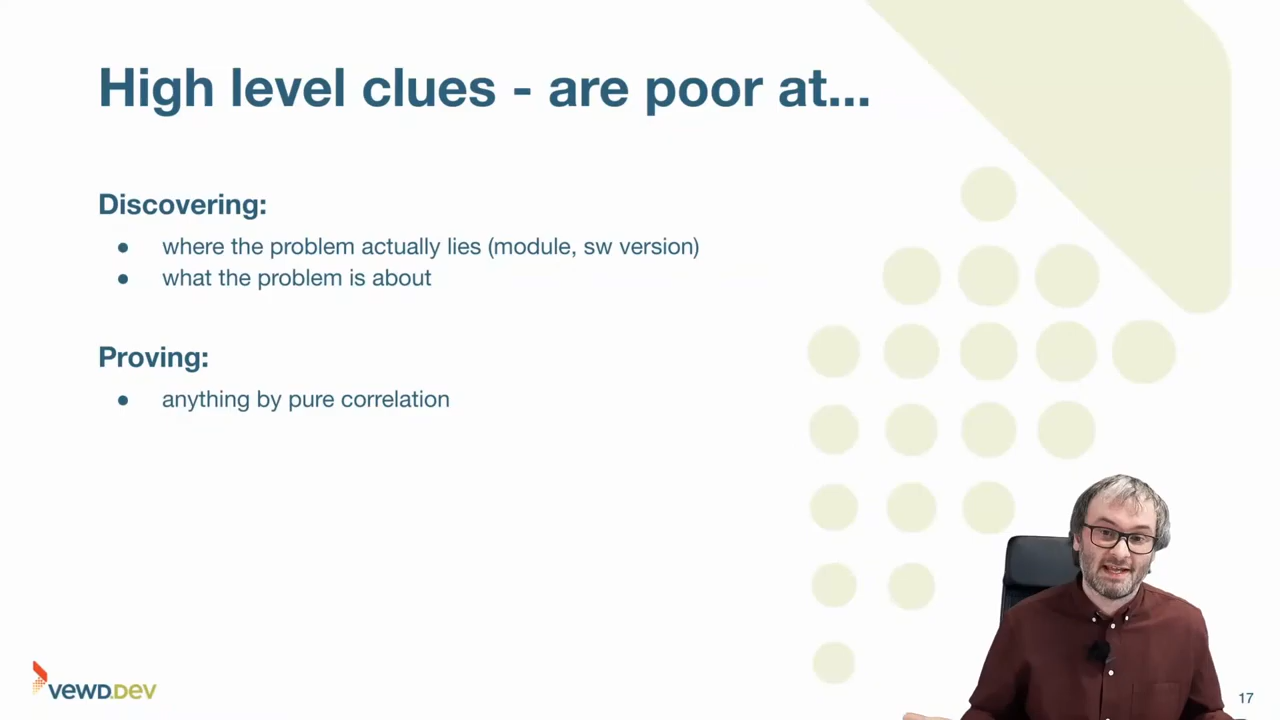 High level clues - are poor at...
Discovering:
● where the problem actually lies (module, sw version)
● what the problem is about
Proving:
● anything by pure correlation
VEWD.DEV
17